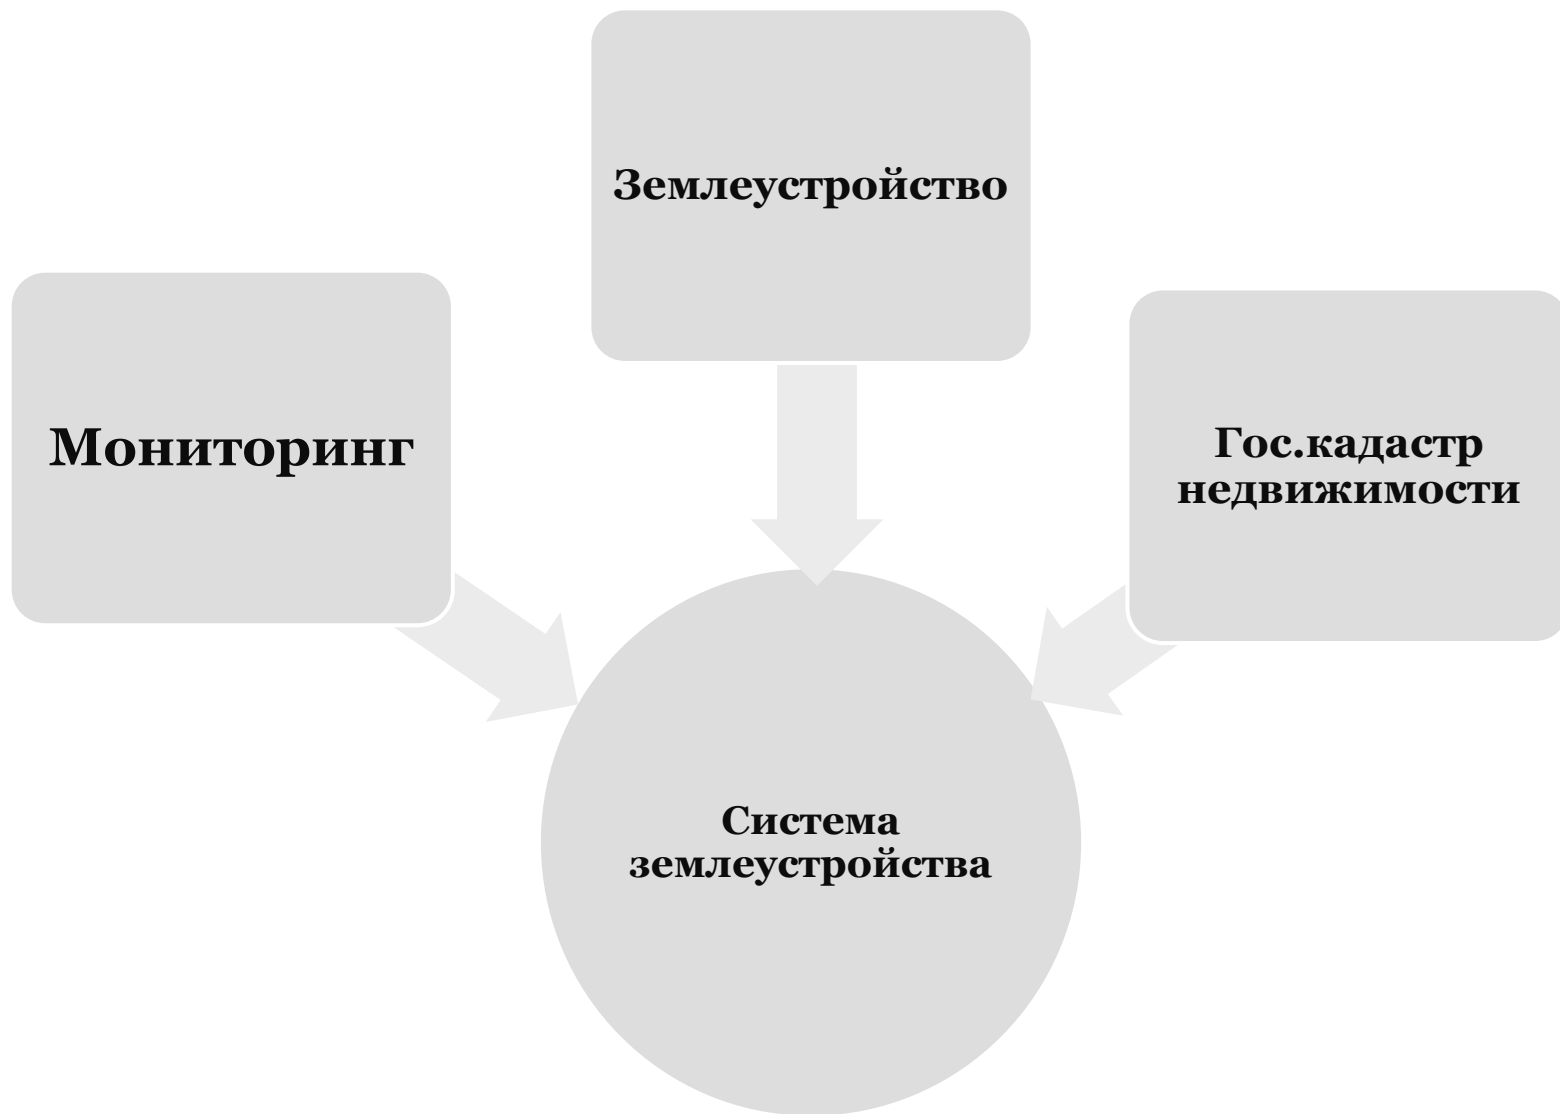 Землеустройство
Мониторинг
Гос.кадастр
недвижимости
Система
землеустройства